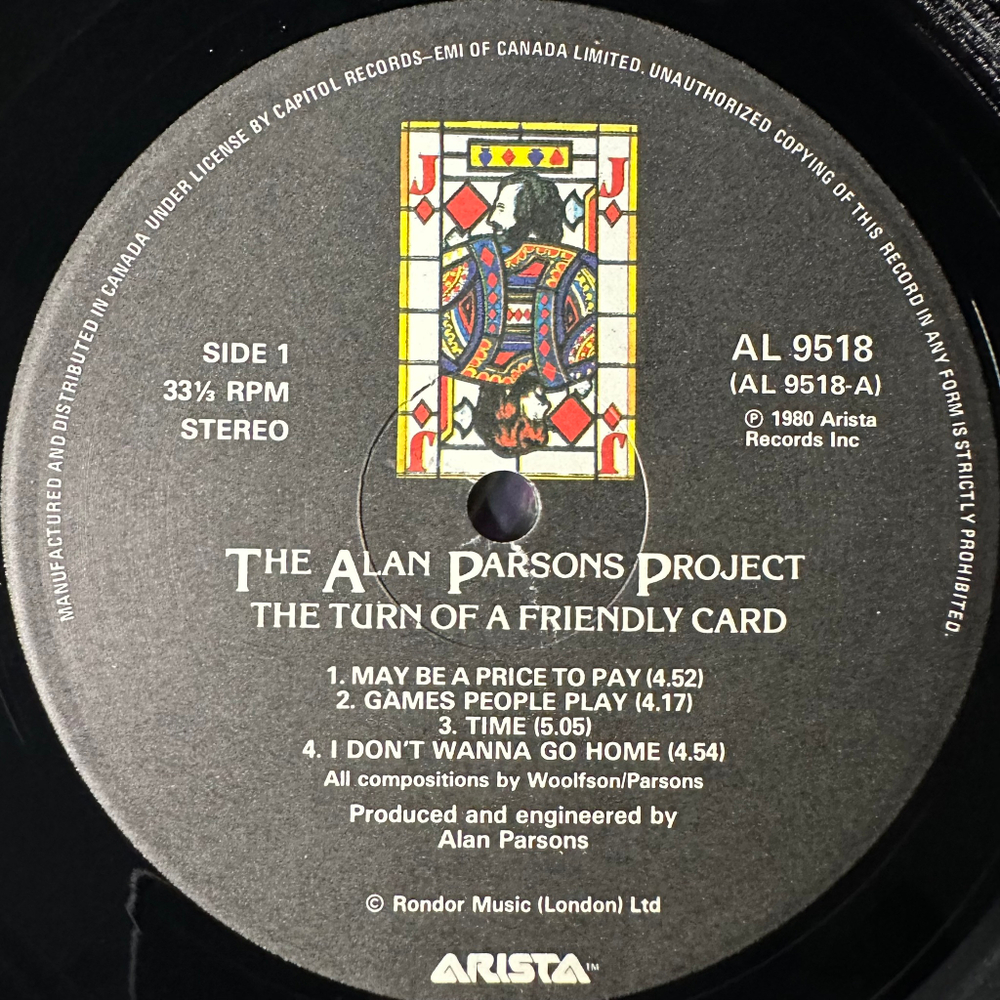 MANUFACTURED AND DISTRIBUTED IN CANADA UNDER LICENSE BY CAPITOL RECORDS–EMI OF CANADA LIMITED. UNAUTHORIZED COPYING OF THIS RECORD IN ANY FORM IS STRICTLY PROHIBITED.
J J
SIDE 1
33⅓ RPM
STEREO
AL 9518
(AL 9518-A)
℗ 1980 Arista
Records Inc
J J
THE ALAN PARSONS PROJECT
THE TURN OF A FRIENDLY CARD
1. MAY BE A PRICE TO PAY (4.52)
2. GAMES PEOPLE PLAY (4.17)
3. TIME (5.05)
4. I DON'T WANNA GO HOME (4.54)
All compositions by Woolfson/Parsons
Produced and engineered by
Alan Parsons
© Rondor Music (London) Ltd
ARISTA™